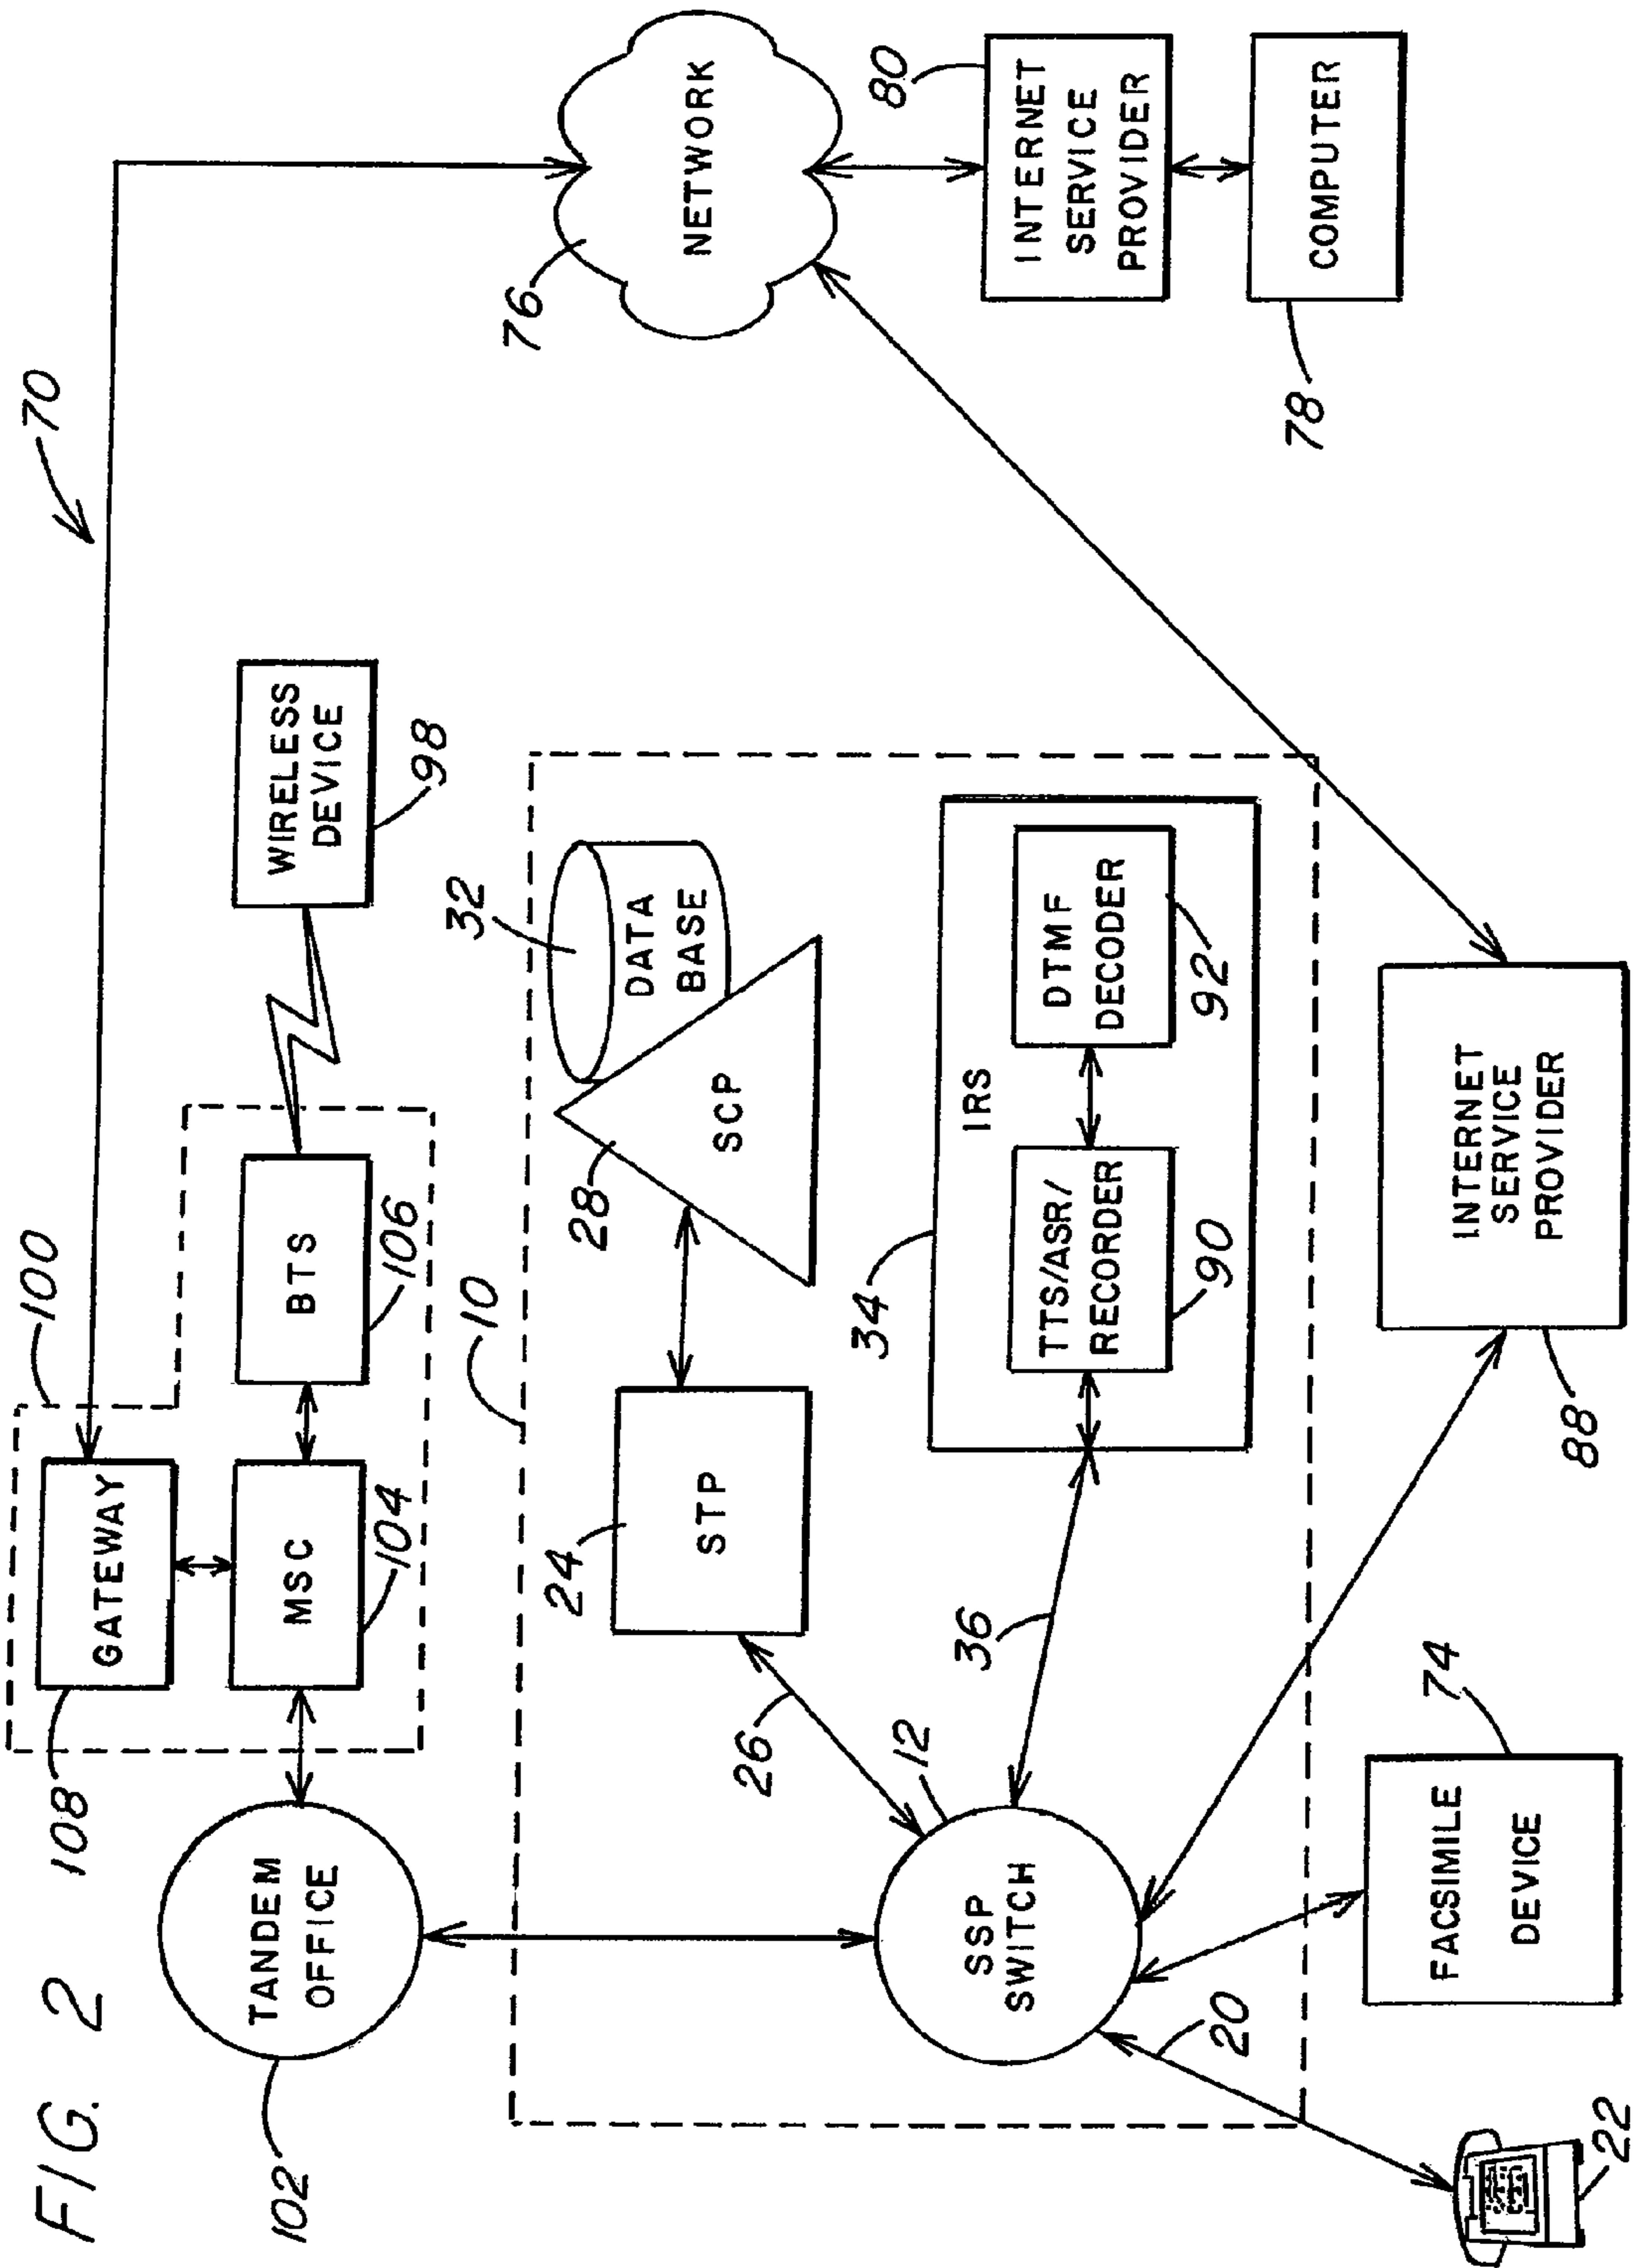 FIG. 2
70
108
GATEWAY
100
102
TANDEM
OFFICE
MSC
104
BTS
106
WIRELESS
DEVICE
98
10
24
STP
26
28
SCP
32
DATA
BASE
76
NETWORK
12
SSP
SWITCH
36
34
IRS
TTS/ASR/
RECORDER
90
DTMF
DECODER
92
80
INTERNET
SERVICE
PROVIDER
COMPUTER
78
20
22
FACSIMILE
DEVICE
74
INTERNET
SERVICE
PROVIDER
88